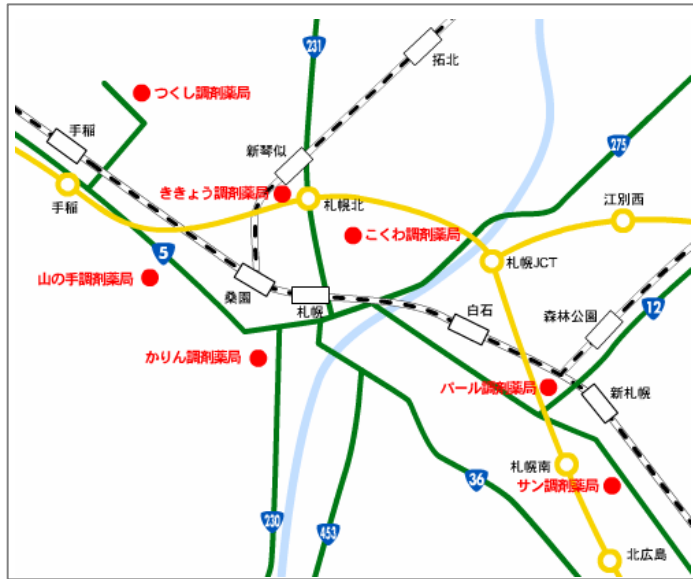 231
拓北
つくし調剤薬局
手稲
新琴似
275
ききょう調剤薬局
手稲
札幌北
江別西
こくわ調剤薬局
5
札幌JCT
山の手調剤薬局
桑園
札幌
白石
森林公園
12
かりん調剤薬局
パール調剤薬局
新札幌
札幌南
36
サン調剤薬局
230
453
北広島